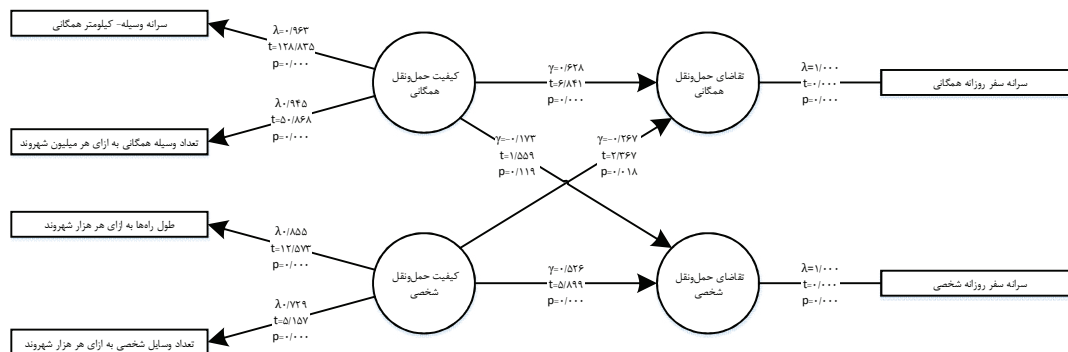 سرانه وسیله- کیلومتر همگانی
λ=۰/۹۶۳
t=۱۲۸/۸۳۵
p=۰/۰۰۰
تعداد وسیله همگانی به ازای هر میلیون شهروند
λ۰/۹۴۵
t=۵۰/۸۶۸
p=۰/۰۰۰
کیفیت حمل‌ونقل
همگانی
γ=۰/۶۲۸
t=۶/۸۴۱
p=۰/۰۰۰
تقاضای حمل‌ونقل
همگانی
λ=۱/۰۰۰
t=۰/۰۰۰
p=۰/۰۰۰
سرانه سفر روزانه همگانی
γ=-۰/۱۷۳
t=۱/۵۵۹
p=۰/۱۱۹
γ=-۰/۲۶۷
t=۲/۳۶۷
p=۰/۰۱۸
طول راه‌ها به ازای هر هزار شهروند
λ۰/۸۵۵
t=۱۲/۵۷۳
p=۰/۰۰۰
تعداد وسایل شخصی به ازای هر هزار شهروند
λ۰/۷۲۹
t=۵/۱۵۷
p=۰/۰۰۰
کیفیت حمل‌ونقل
شخصی
γ=۰/۵۲۶
t=۵/۸۹۹
p=۰/۰۰۰
تقاضای حمل‌ونقل
شخصی
λ=۱/۰۰۰
t=۰/۰۰۰
p=۰/۰۰۰
سرانه سفر روزانه شخصی